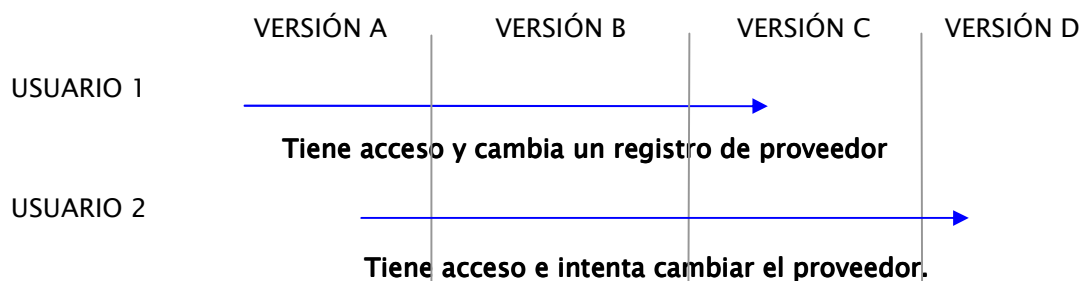 VERSIÓN A VERSIÓN B VERSIÓN C VERSIÓN D
USUARIO 1
Tiene acceso y cambia un registro de proveedor
USUARIO 2
Tiene acceso e intenta cambiar el proveedor.